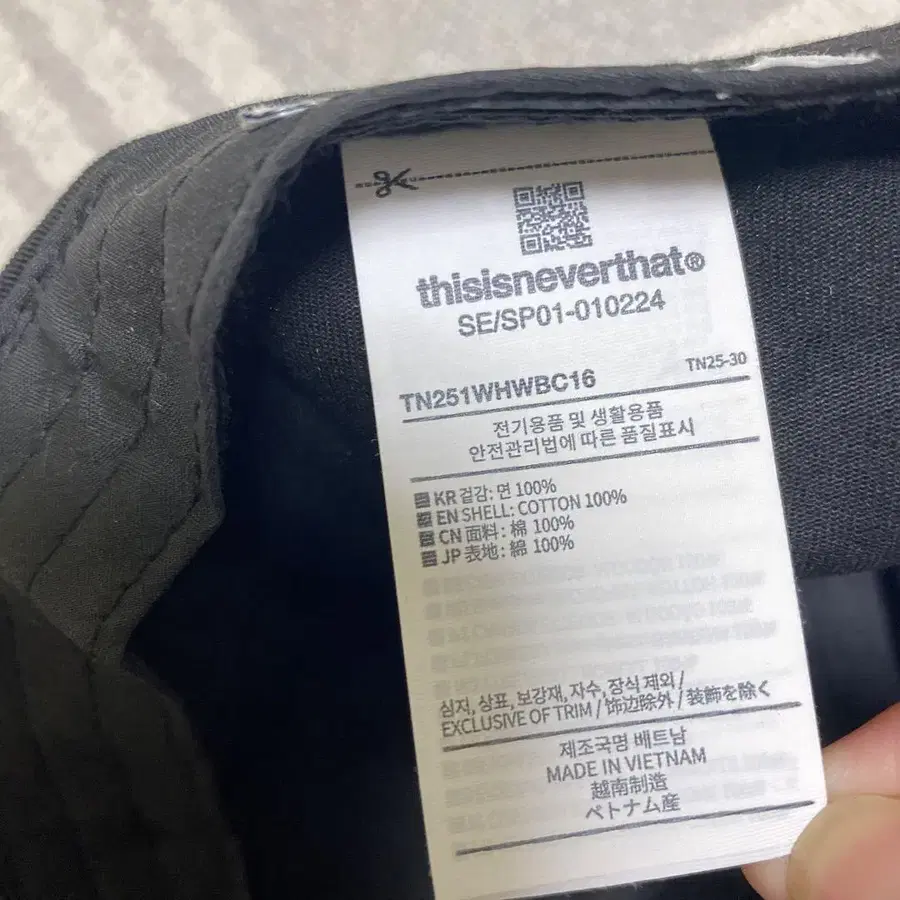 thisisneverthat®
SE/SP01-010224
TN251WHWBC16 TN25-30
전기용품 및 생활용품
안전관리법에 따른 품질표시
KR 겉감: 면 100%
EN SHELL: COTTON 100%
CN 面料: 棉 100%
JP 表地: 綿 100%
심지, 상표, 보강재, 자수, 장식 제외 /
EXCLUSIVE OF TRIM / 饰边除外 / 装飾を除く
제조국명 베트남
MADE IN VIETNAM
越南制造
ベトナム産